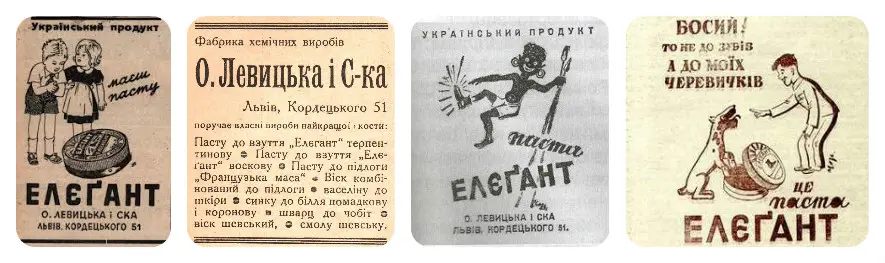 Український продукт
маєш
пасту
ЕЛЄҐАНТ
О. ЛЕВИЦЬКА І СКА
ЛЬВІВ, КОРДЕЦЬКОГО 51
Фабрика хемічних виробів
О. Левицька і С-ка
Львів, Кордецького 51
поручає власні вироби найкращої якости:
Пасту до взуття „Елєґант" терпен-
тинову Пасту до взуття „Еле-
ґант" воскову Пасту до підлоги
„Французька маса" Віск комбі-
нований до підлоги вазеліну до
шкіри синку до білля помадкову
і коронову шварц до чобіт
віск шевський, смолу шевську.
УКРАЇНСЬКИЙ ПРОДУКТ
паста
ЕЛЄҐАНТ
О. ЛЕВИЦЬКА І СКА
ЛЬВІВ, КОРДЕЦЬКОГО 51.
БОСИЙ!
ТО НЕ ДО ЗУБІВ
А ДО МОЇХ
ЧЕРЕВИЧКІВ
ЦЕ
паста
ЕЛЄҐАНТ